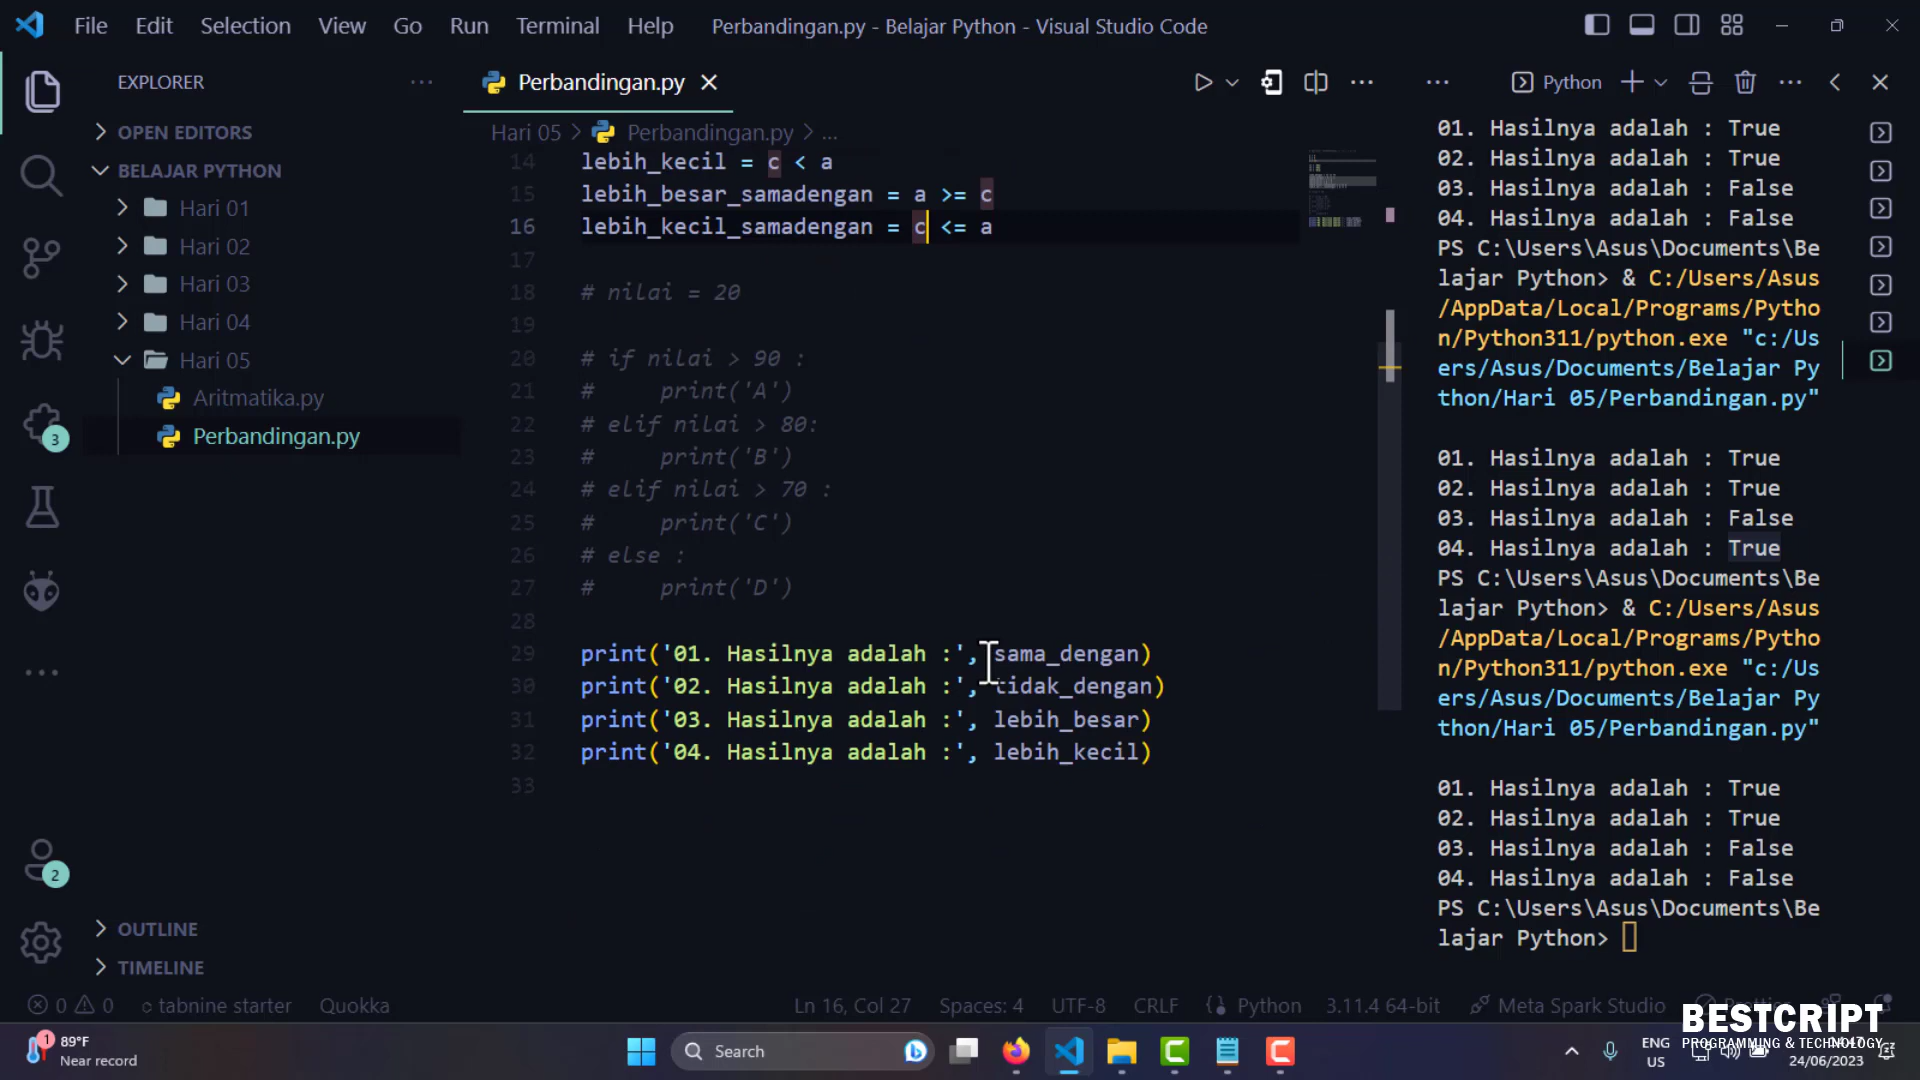 File Edit Selection View Go Run Terminal Help
Perbandingan.py - Belajar Python - Visual Studio Code
EXPLORER
OPEN EDITORS
BELAJAR PYTHON
Hari 01
Hari 02
Hari 03
Hari 04
Hari 05
Aritmatika.py
Perbandingan.py
3
2
OUTLINE
TIMELINE
Perbandingan.py
Hari 05 > Perbandingan.py > ...
14 lebih_kecil = c < a
15 lebih_besar_samadengan = a >= c
16 lebih_kecil_samadengan = c <= a
17
18 # nilai = 20
19
20 # if nilai > 90 :
21 #     print('A')
22 # elif nilai > 80:
23 #     print('B')
24 # elif nilai > 70 :
25 #     print('C')
26 # else :
27 #     print('D')
28
29 print('01. Hasilnya adalah :', sama_dengan)
30 print('02. Hasilnya adalah :', tidak_dengan)
31 print('03. Hasilnya adalah :', lebih_besar)
32 print('04. Hasilnya adalah :', lebih_kecil)
33
Python
01. Hasilnya adalah : True
02. Hasilnya adalah : True
03. Hasilnya adalah : False
04. Hasilnya adalah : False
PS C:\Users\Asus\Documents\Be
lajar Python> & C:/Users/Asus
/AppData/Local/Programs/Pytho
n/Python311/python.exe "c:/Us
ers/Asus/Documents/Belajar Py
thon/Hari 05/Perbandingan.py"
01. Hasilnya adalah : True
02. Hasilnya adalah : True
03. Hasilnya adalah : False
04. Hasilnya adalah : True
PS C:\Users\Asus\Documents\Be
lajar Python> & C:/Users/Asus
/AppData/Local/Programs/Pytho
n/Python311/python.exe "c:/Us
ers/Asus/Documents/Belajar Py
thon/Hari 05/Perbandingan.py"
01. Hasilnya adalah : True
02. Hasilnya adalah : True
03. Hasilnya adalah : False
04. Hasilnya adalah : False
PS C:\Users\Asus\Documents\Be
lajar Python>
0 0 tabnine starter Quokka Ln 16, Col 27 Spaces: 4 UTF-8 CRLF Python 3.11.4 64-bit Meta Spark Studio
BESTCRIPT
PROGRAMMING & TECHNOLOGY
1
89°F
Near record
Search
ENG
US
24/06/2023